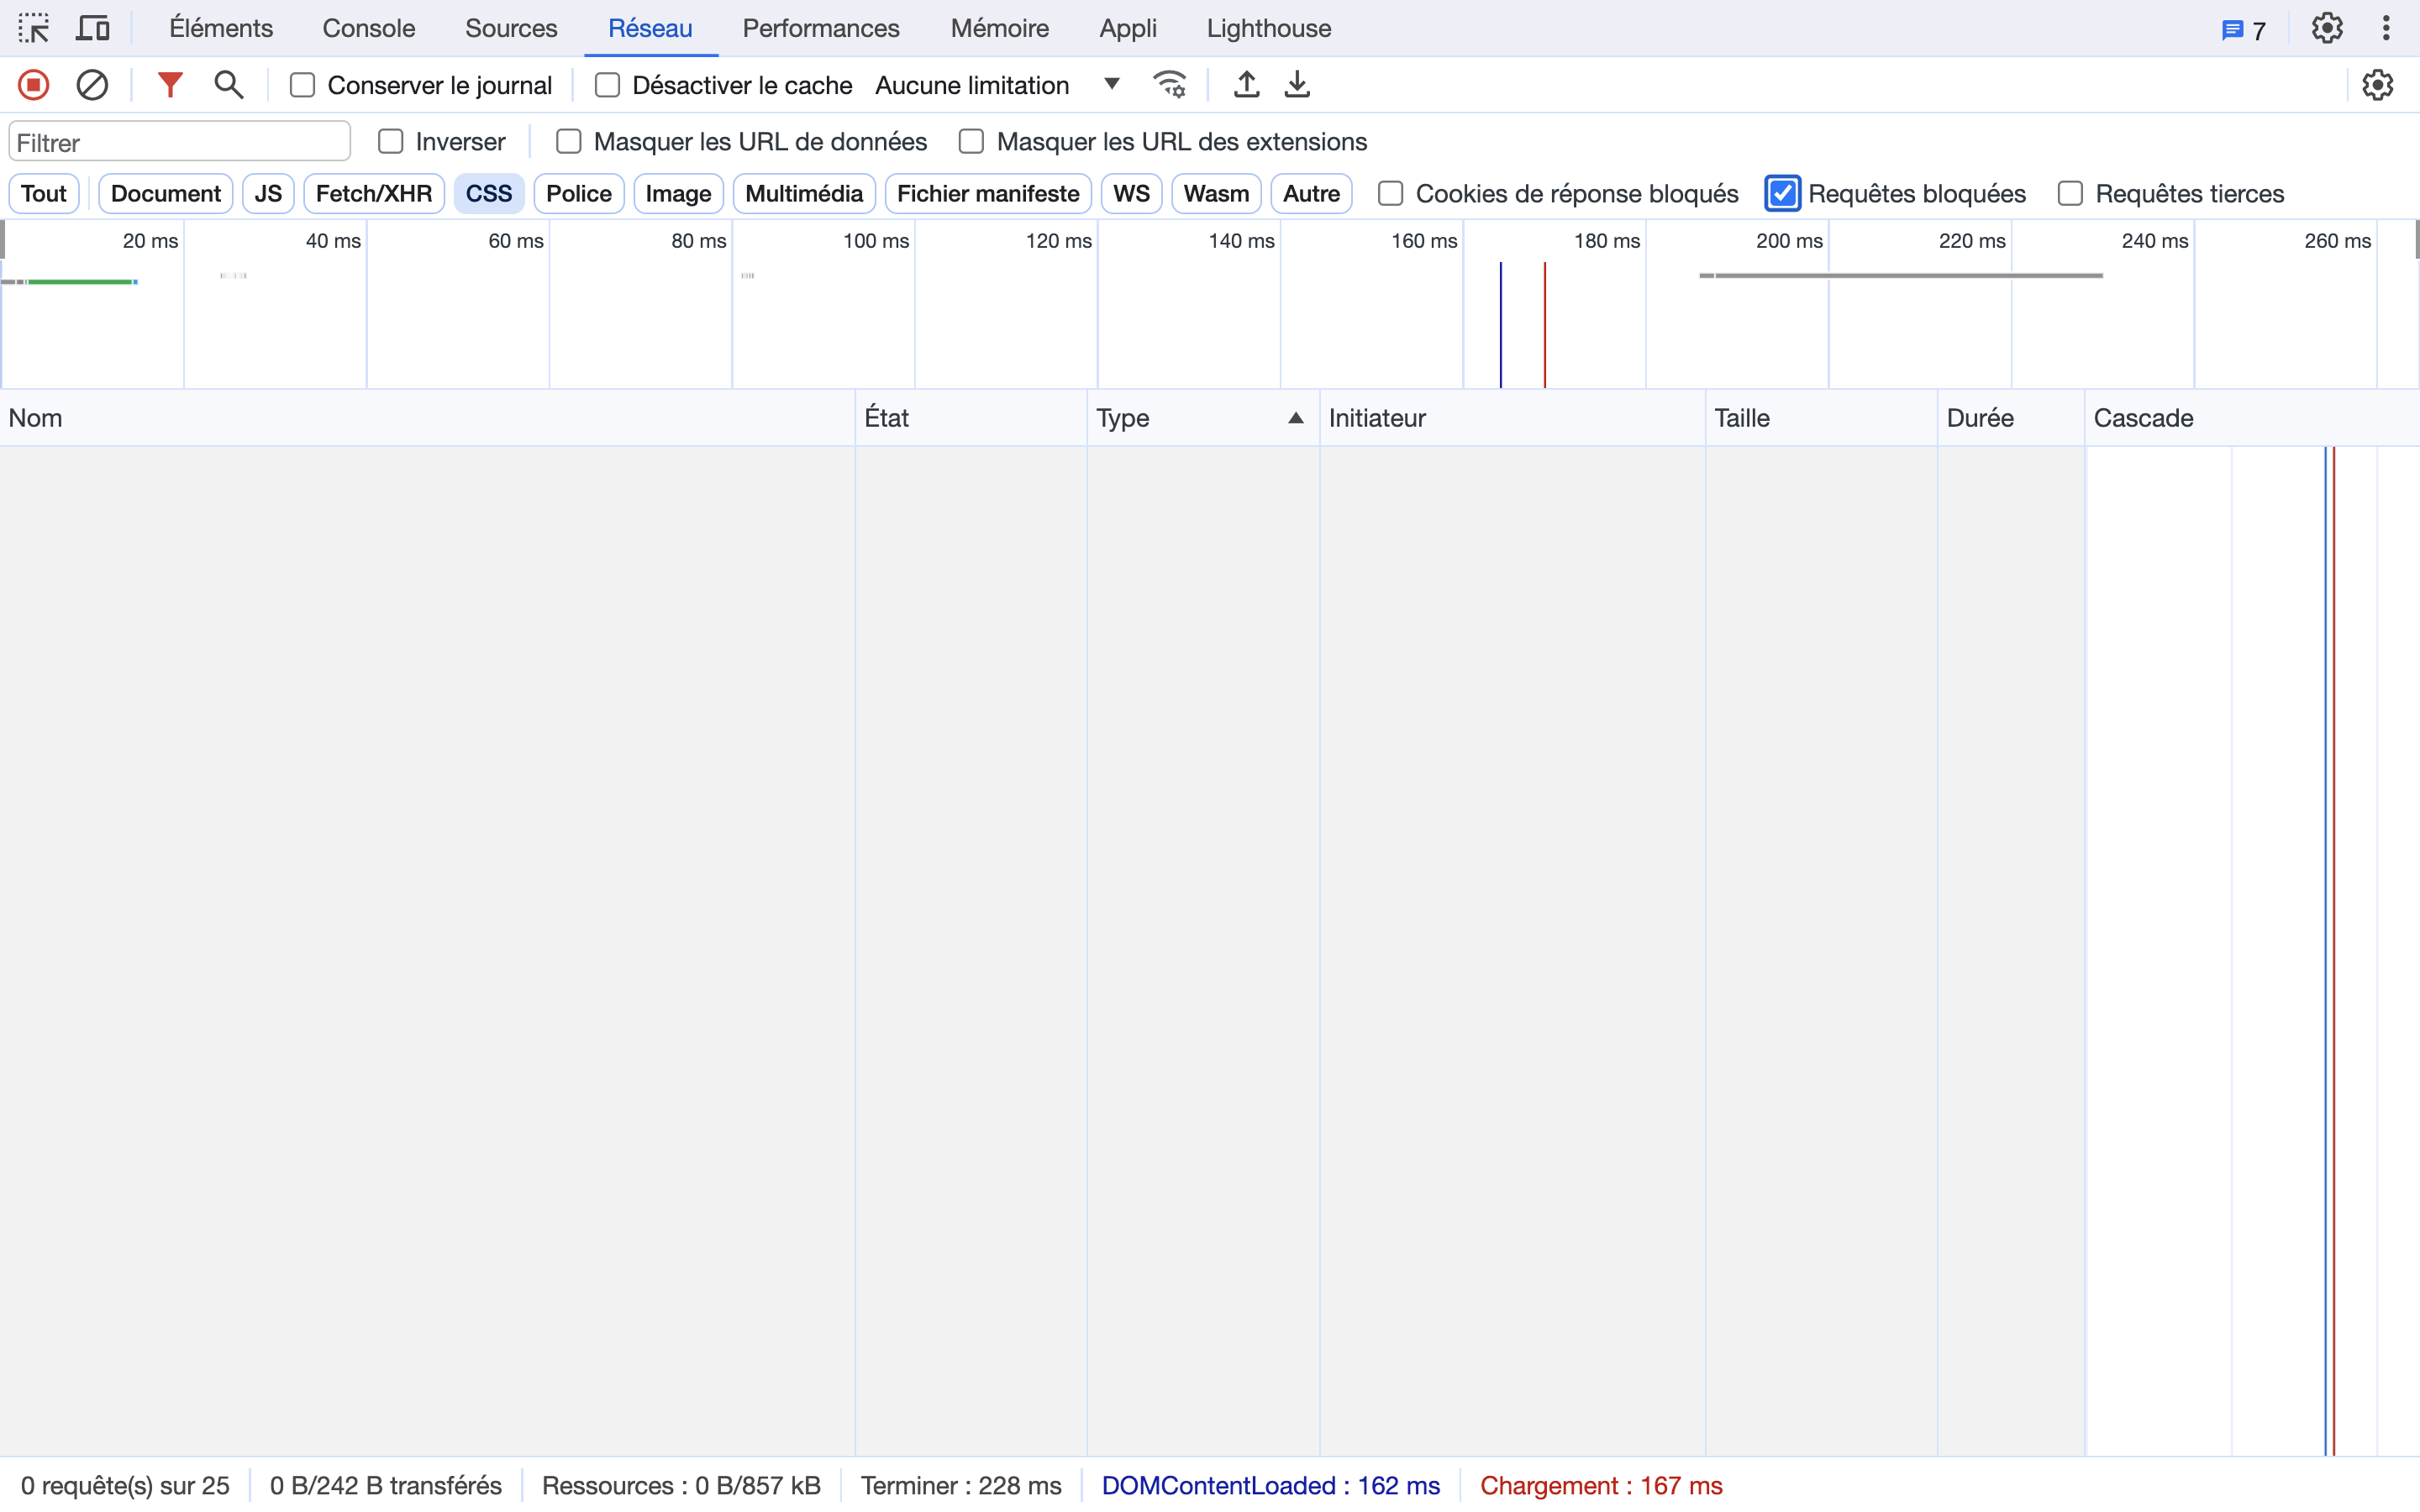 Éléments Console Sources Réseau Performances Mémoire Appli Lighthouse 7
Conserver le journal Désactiver le cache Aucune limitation
Filtrer Inverser Masquer les URL de données Masquer les URL des extensions
Tout Document JS Fetch/XHR CSS Police Image Multimédia Fichier manifeste WS Wasm Autre Cookies de réponse bloqués Requêtes bloquées Requêtes tierces
20 ms 40 ms 60 ms 80 ms 100 ms 120 ms 140 ms 160 ms 180 ms 200 ms 220 ms 240 ms 260 ms
Nom État Type Initiateur Taille Durée Cascade
0 requête(s) sur 25 0 B/242 B transférés Ressources : 0 B/857 kB Terminer : 228 ms DOMContentLoaded : 162 ms Chargement : 167 ms